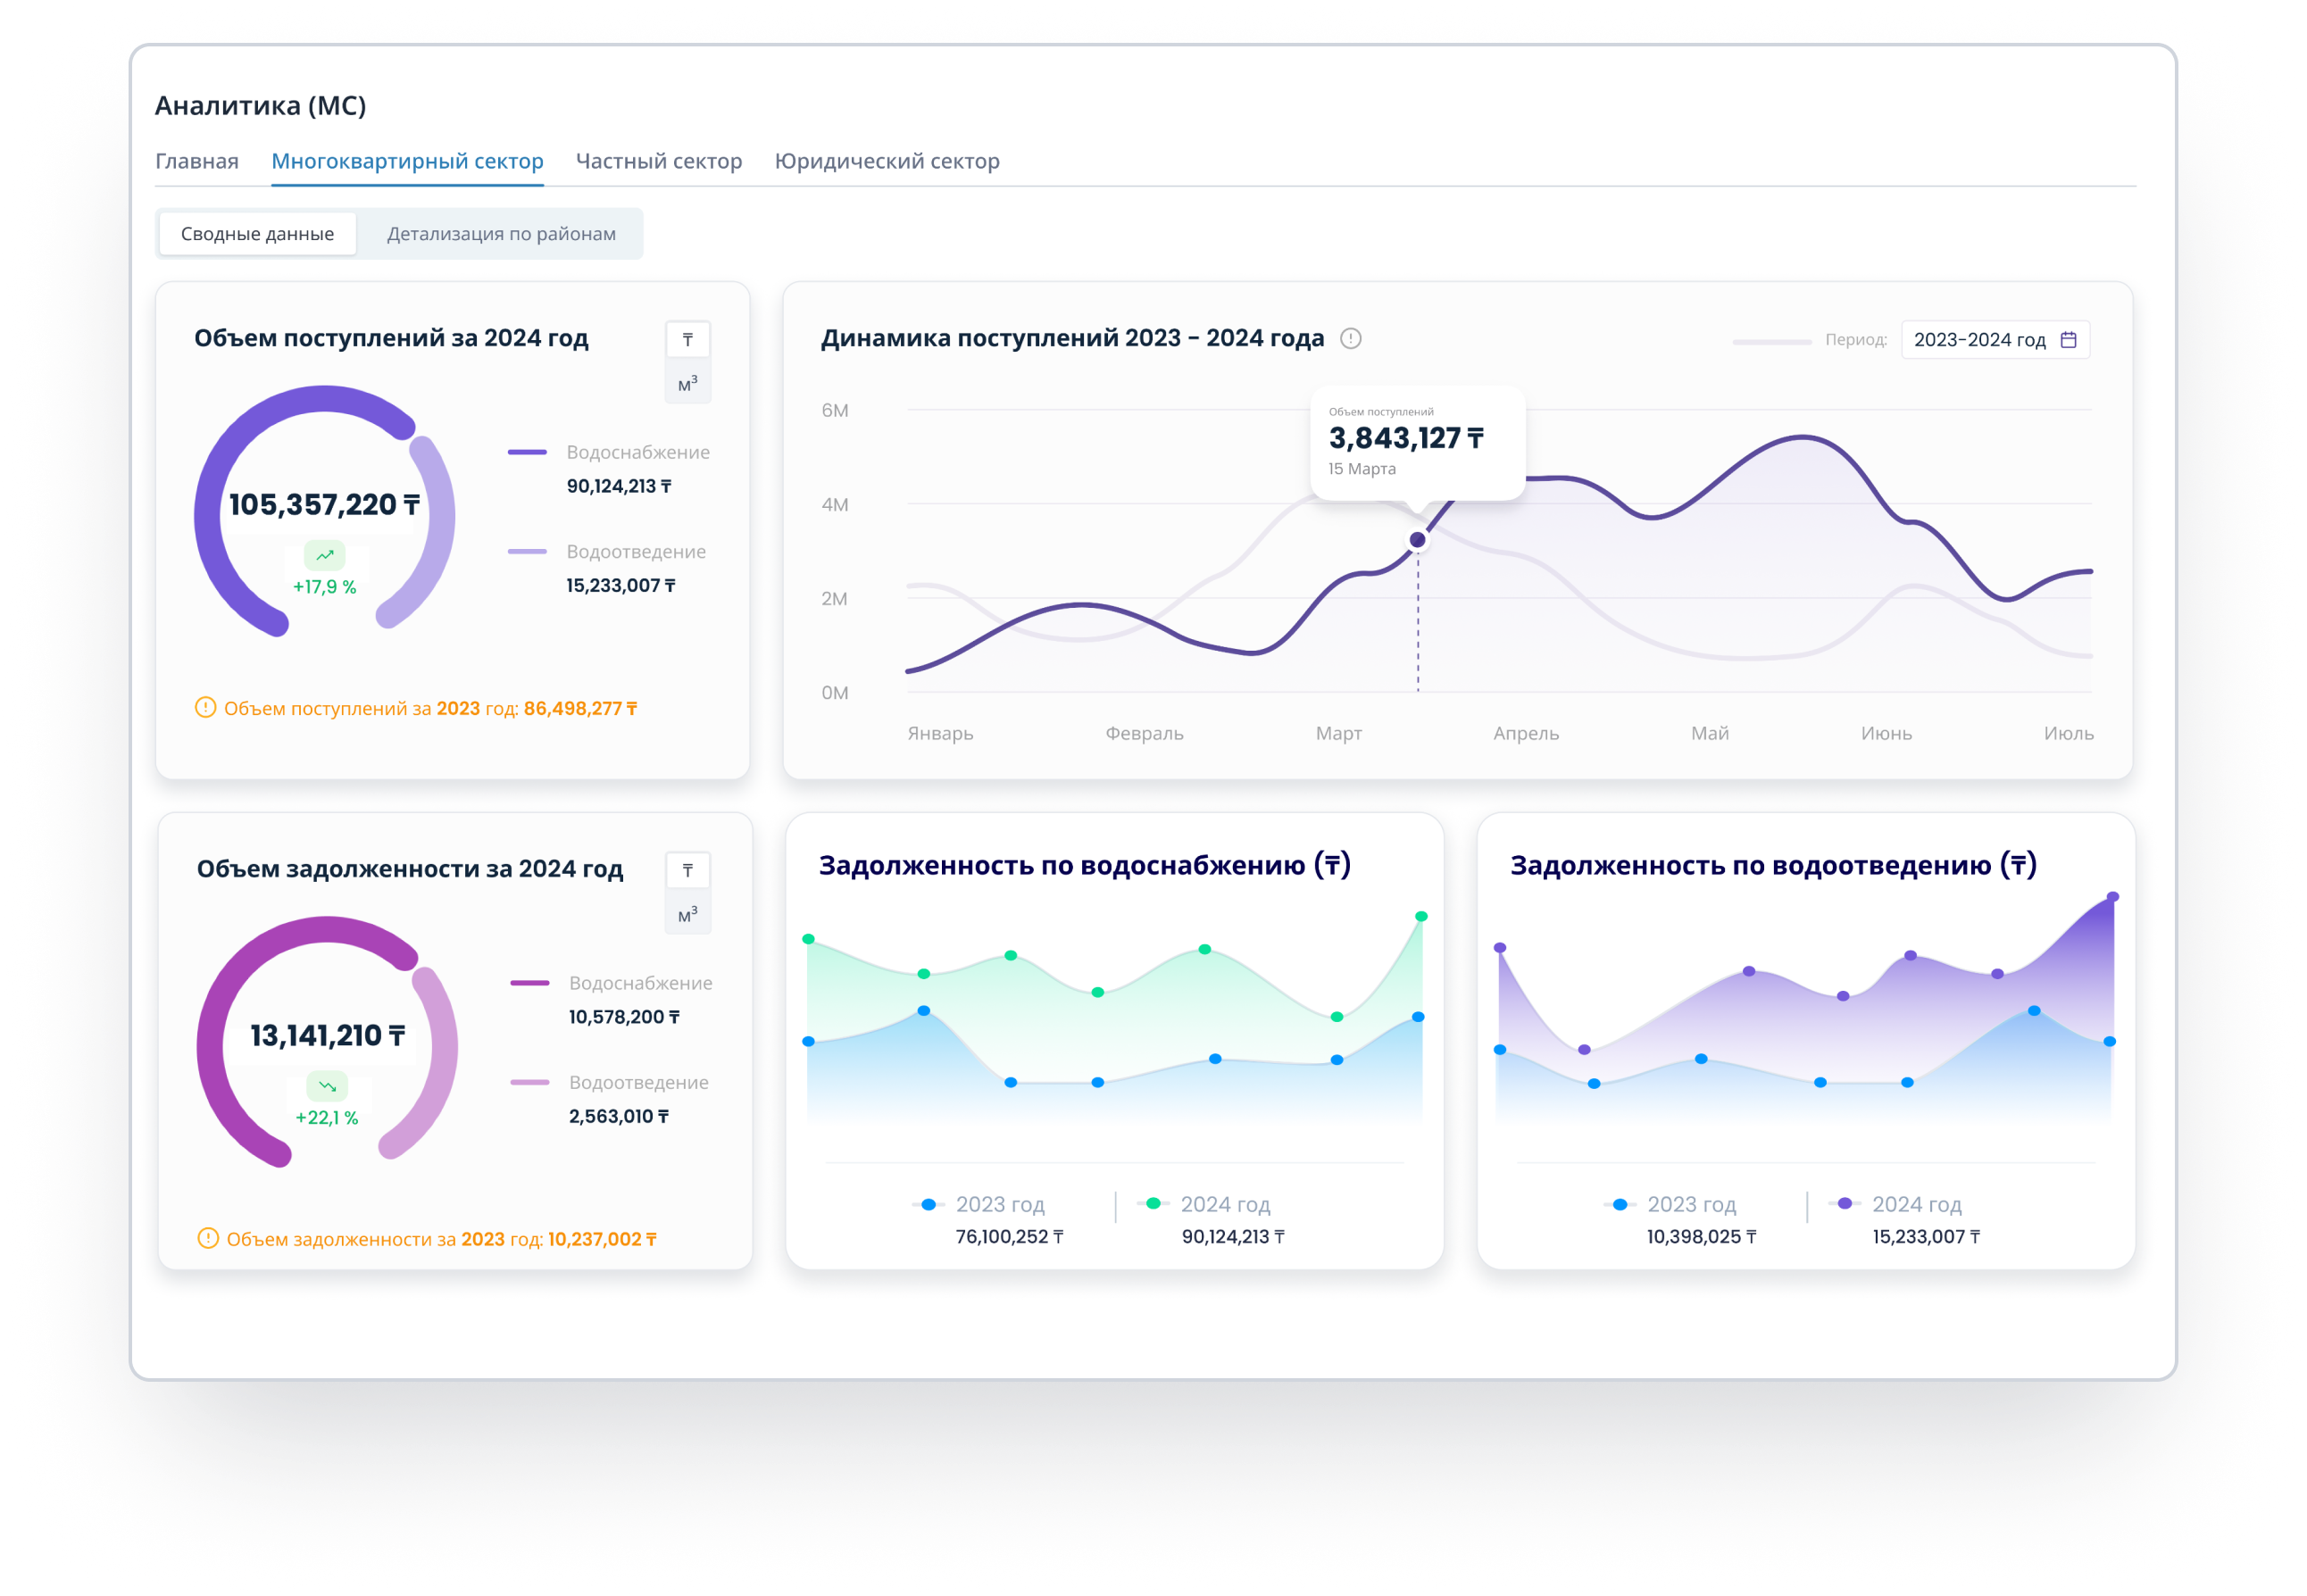 Аналитика (МС)
Главная Многоквартирный сектор Частный сектор Юридический сектор
Сводные данные Детализация по районам
Объем поступлений за 2024 год
₸
м³
105,357,220 ₸
+17,9 %
Водоснабжение
90,124,213 ₸
Водоотведение
15,233,007 ₸
Объем поступлений за 2023 год: 86,498,277 ₸
Динамика поступлений 2023 – 2024 года
Период: 2023-2024 год
6M
4M
2M
0M
Объем поступлений
3,843,127 ₸
15 Марта
Январь Февраль Март Апрель Май Июнь Июль
Объем задолженности за 2024 год
₸
м³
13,141,210 ₸
+22,1 %
Водоснабжение
10,578,200 ₸
Водоотведение
2,563,010 ₸
Объем задолженности за 2023 год: 10,237,002 ₸
Задолженность по водоснабжению (₸)
2023 год 2024 год
76,100,252 ₸ 90,124,213 ₸
Задолженность по водоотведению (₸)
2023 год 2024 год
10,398,025 ₸ 15,233,007 ₸